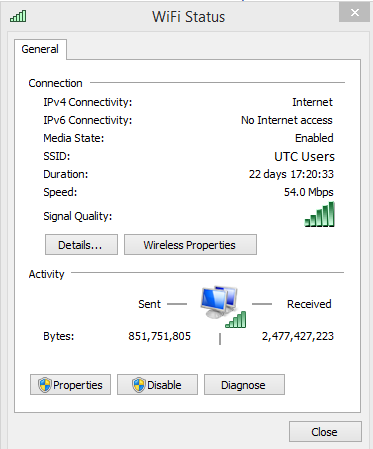 WiFi Status
General
Connection
IPv4 Connectivity: Internet
IPv6 Connectivity: No Internet access
Media State: Enabled
SSID: UTC Users
Duration: 22 days 17:20:33
Speed: 54.0 Mbps
Signal Quality:
Details... Wireless Properties
Activity
Sent Received
Bytes: 851,751,805 2,477,427,223
Properties Disable Diagnose
Close